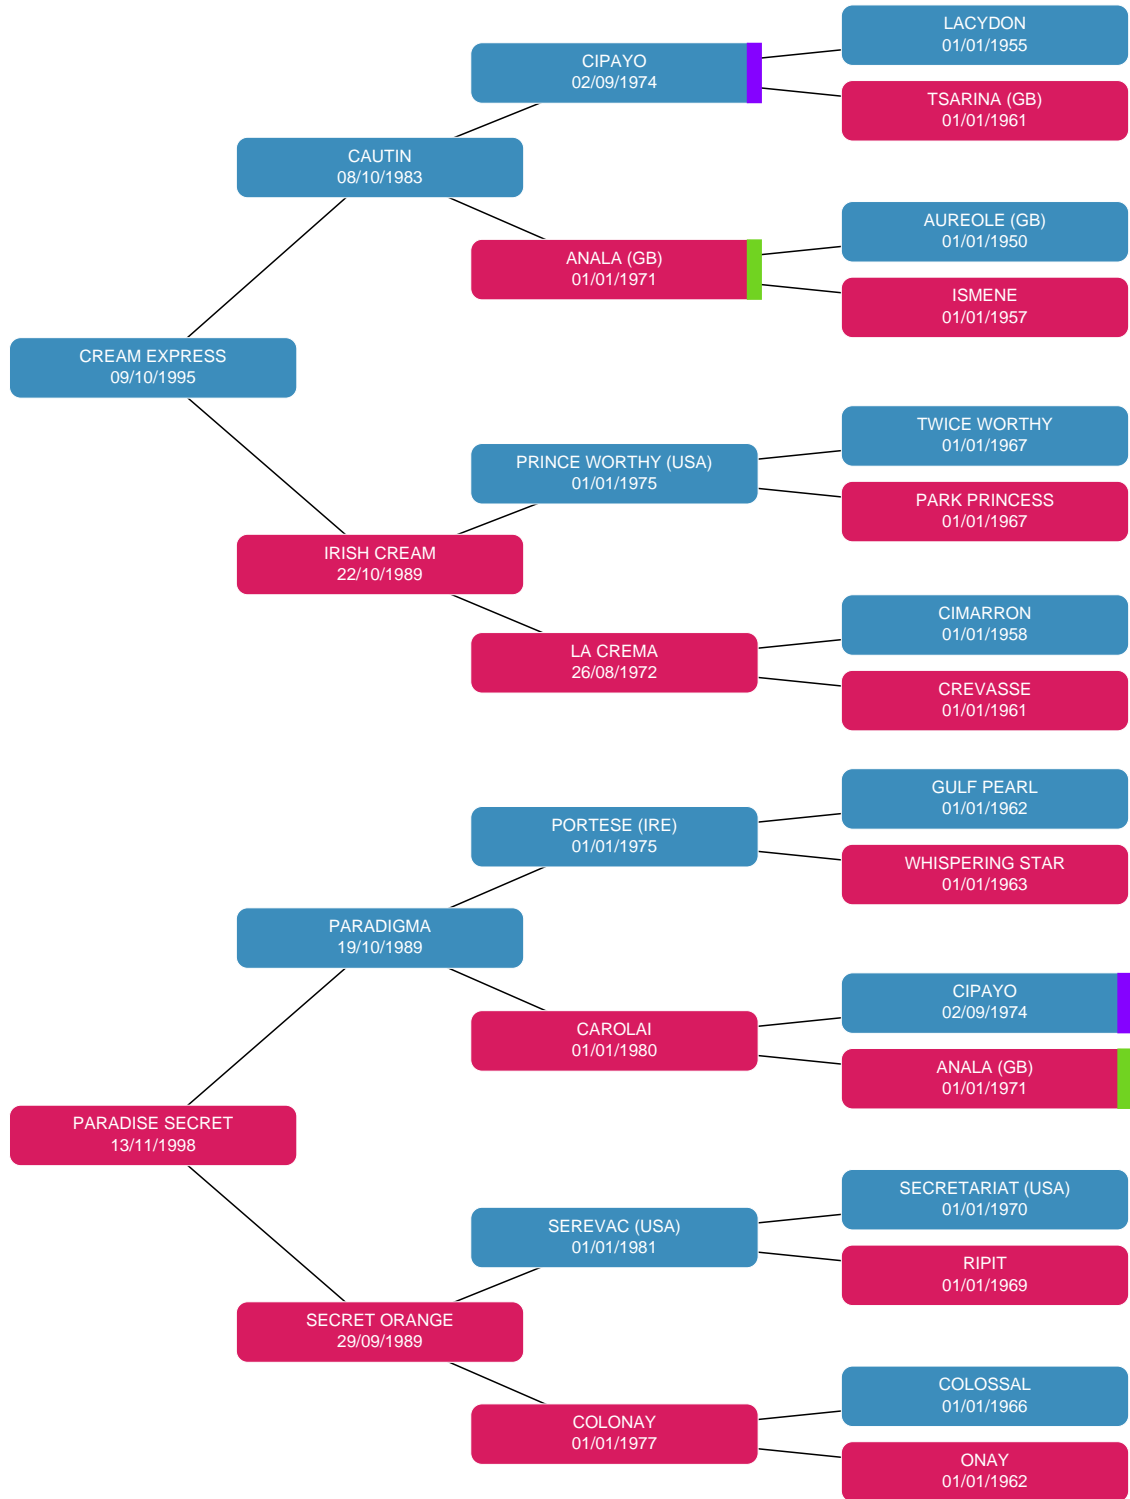 LACYDON
01/01/1955
CIPAYO
02/09/1974
TSARINA (GB)
01/01/1961
CAUTIN
08/10/1983
AUREOLE (GB)
01/01/1950
ANALA (GB)
01/01/1971
ISMENE
01/01/1957
CREAM EXPRESS
09/10/1995
TWICE WORTHY
01/01/1967
PRINCE WORTHY (USA)
01/01/1975
PARK PRINCESS
01/01/1967
IRISH CREAM
22/10/1989
CIMARRON
01/01/1958
LA CREMA
26/08/1972
CREVASSE
01/01/1961
GULF PEARL
01/01/1962
PORTESE (IRE)
01/01/1975
WHISPERING STAR
01/01/1963
PARADIGMA
19/10/1989
CIPAYO
02/09/1974
CAROLAI
01/01/1980
ANALA (GB)
01/01/1971
PARADISE SECRET
13/11/1998
SECRETARIAT (USA)
01/01/1970
SEREVAC (USA)
01/01/1981
RIPIT
01/01/1969
SECRET ORANGE
29/09/1989
COLOSSAL
01/01/1966
COLONAY
01/01/1977
ONAY
01/01/1962